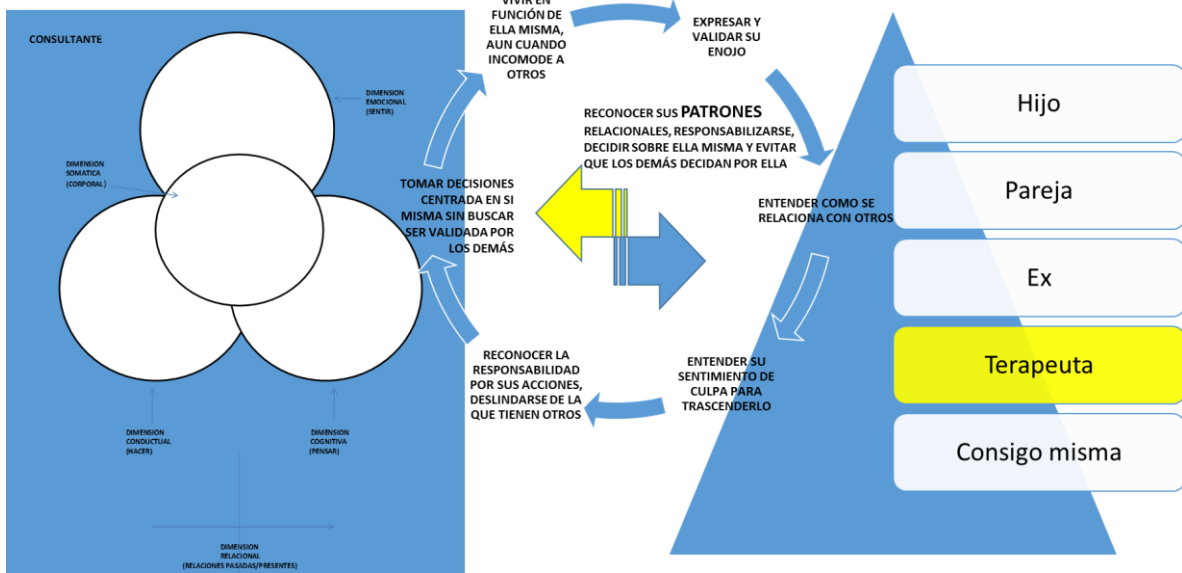 CONSULTANTE
DIMENSION
EMOCIONAL
(SENTIR)
DIMENSION
SOMATICA
(CORPORAL)
DIMENSION
CONDUCTUAL
(HACER)
DIMENSION
COGNITIVA
(PENSAR)
DIMENSION
RELACIONAL
(RELACIONES PASADAS/PRESENTES)
VIVIR EN
FUNCIÓN DE
ELLA MISMA,
AUN CUANDO
INCOMODE A
OTROS
EXPRESAR Y
VALIDAR SU
ENOJO
RECONOCER SUS PATRONES
RELACIONALES, RESPONSABILIZARSE,
DECIDIR SOBRE ELLA MISMA Y EVITAR
QUE LOS DEMÁS DECIDAN POR ELLA
TOMAR DECISIONES
CENTRADA EN SI
MISMA SIN BUSCAR
SER VALIDADA POR
LOS DEMÁS
ENTENDER COMO SE
RELACIONA CON OTROS
RECONOCER LA
RESPONSABILIDAD
POR SUS ACCIONES,
DESLINDARSE DE LA
QUE TIENEN OTROS
ENTENDER SU
SENTIMIENTO DE
CULPA PARA
TRASCENDERLO
Hijo
Pareja
Ex
Terapeuta
Consigo misma